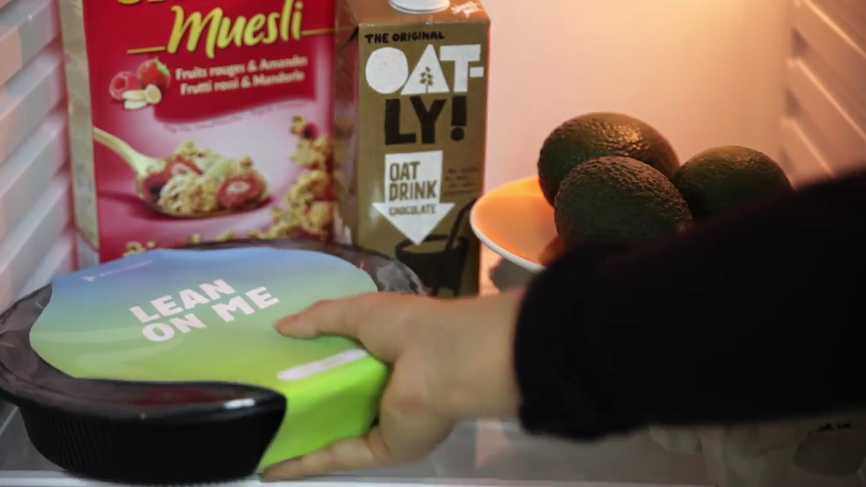 Muesli
Fruits rouges & Amandes
Frutti rossi & Mandorle
THE ORIGINAL
OAT-
LY!
OAT
DRINK
CHOCOLATE
LEAN
ON ME